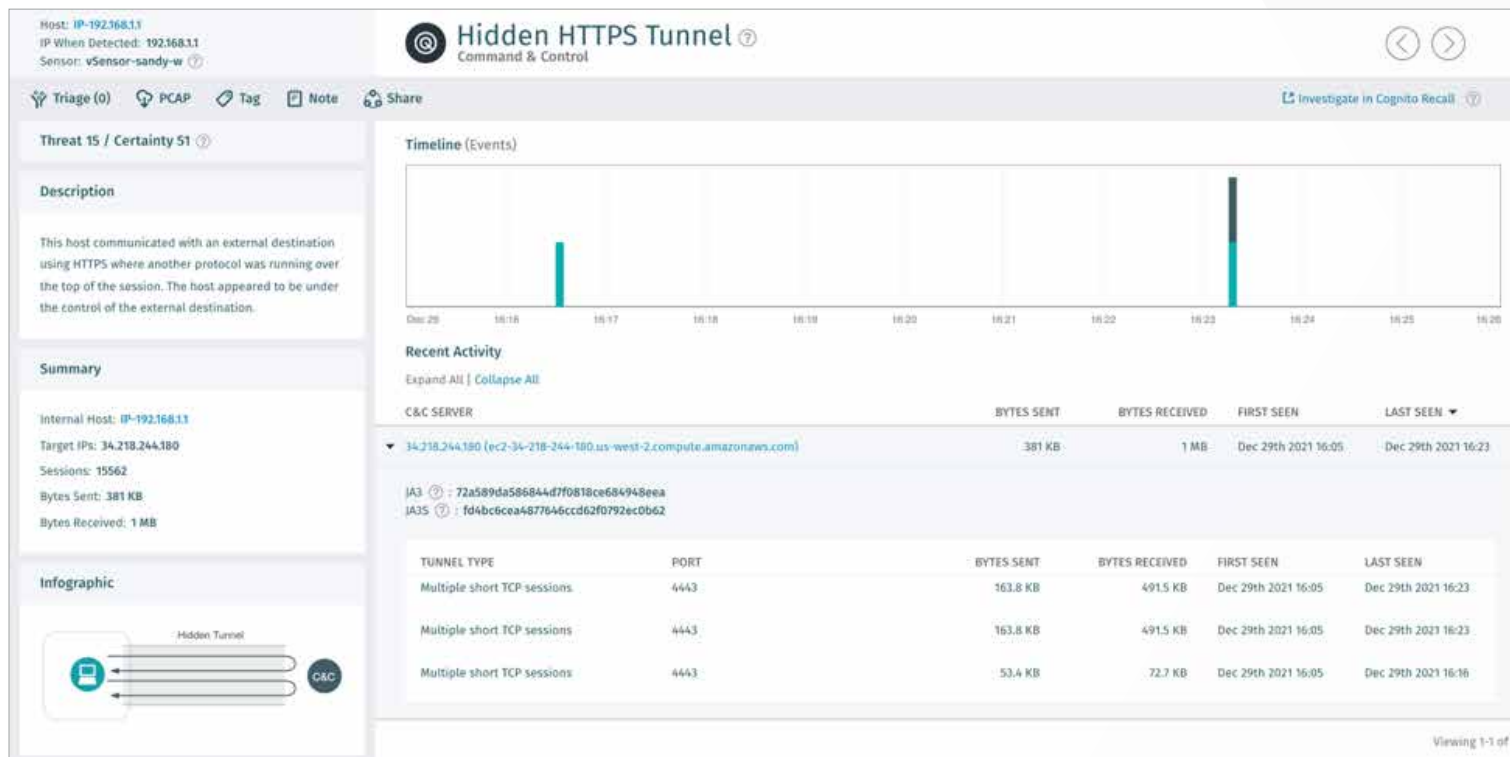 Host: IP-192.168.1.1
IP When Detected: 192.168.1.1
Sensor: vSensor-sandy-w
Hidden HTTPS Tunnel
Command & Control
Triage (0) PCAP Tag Note Share
Investigate in Cognito Recall
Threat 15 / Certainty 51
Description
This host communicated with an external destination
using HTTPS where another protocol was running over
the top of the session. The host appeared to be under
the control of the external destination.
Summary
Internal Host: IP-192.168.1.1
Target IPs: 34.218.244.180
Sessions: 15562
Bytes Sent: 381 KB
Bytes Received: 1 MB
Infographic
Hidden Tunnel
C&C
Timeline (Events)
Dec 29 16:16 16:17 16:18 16:19 16:20 16:21 16:22 16:23 16:24 16:25 16:26
Recent Activity
Expand All | Collapse All
C&C SERVER BYTES SENT BYTES RECEIVED FIRST SEEN LAST SEEN
34.218.244.180 (ec2-34-218-244-180.us-west-2.compute.amazonaws.com) 381 KB 1 MB Dec 29th 2021 16:05 Dec 29th 2021 16:23
JA3 : 72a589da586844d7f0818ce684948eea
JA3S : fd4bc6cea4877646ccd62f0792ec0b62
TUNNEL TYPE PORT BYTES SENT BYTES RECEIVED FIRST SEEN LAST SEEN
Multiple short TCP sessions 4443 163.8 KB 491.5 KB Dec 29th 2021 16:05 Dec 29th 2021 16:23
Multiple short TCP sessions 4443 163.8 KB 491.5 KB Dec 29th 2021 16:05 Dec 29th 2021 16:23
Multiple short TCP sessions 4443 53.4 KB 72.7 KB Dec 29th 2021 16:05 Dec 29th 2021 16:16
Viewing 1-1 of